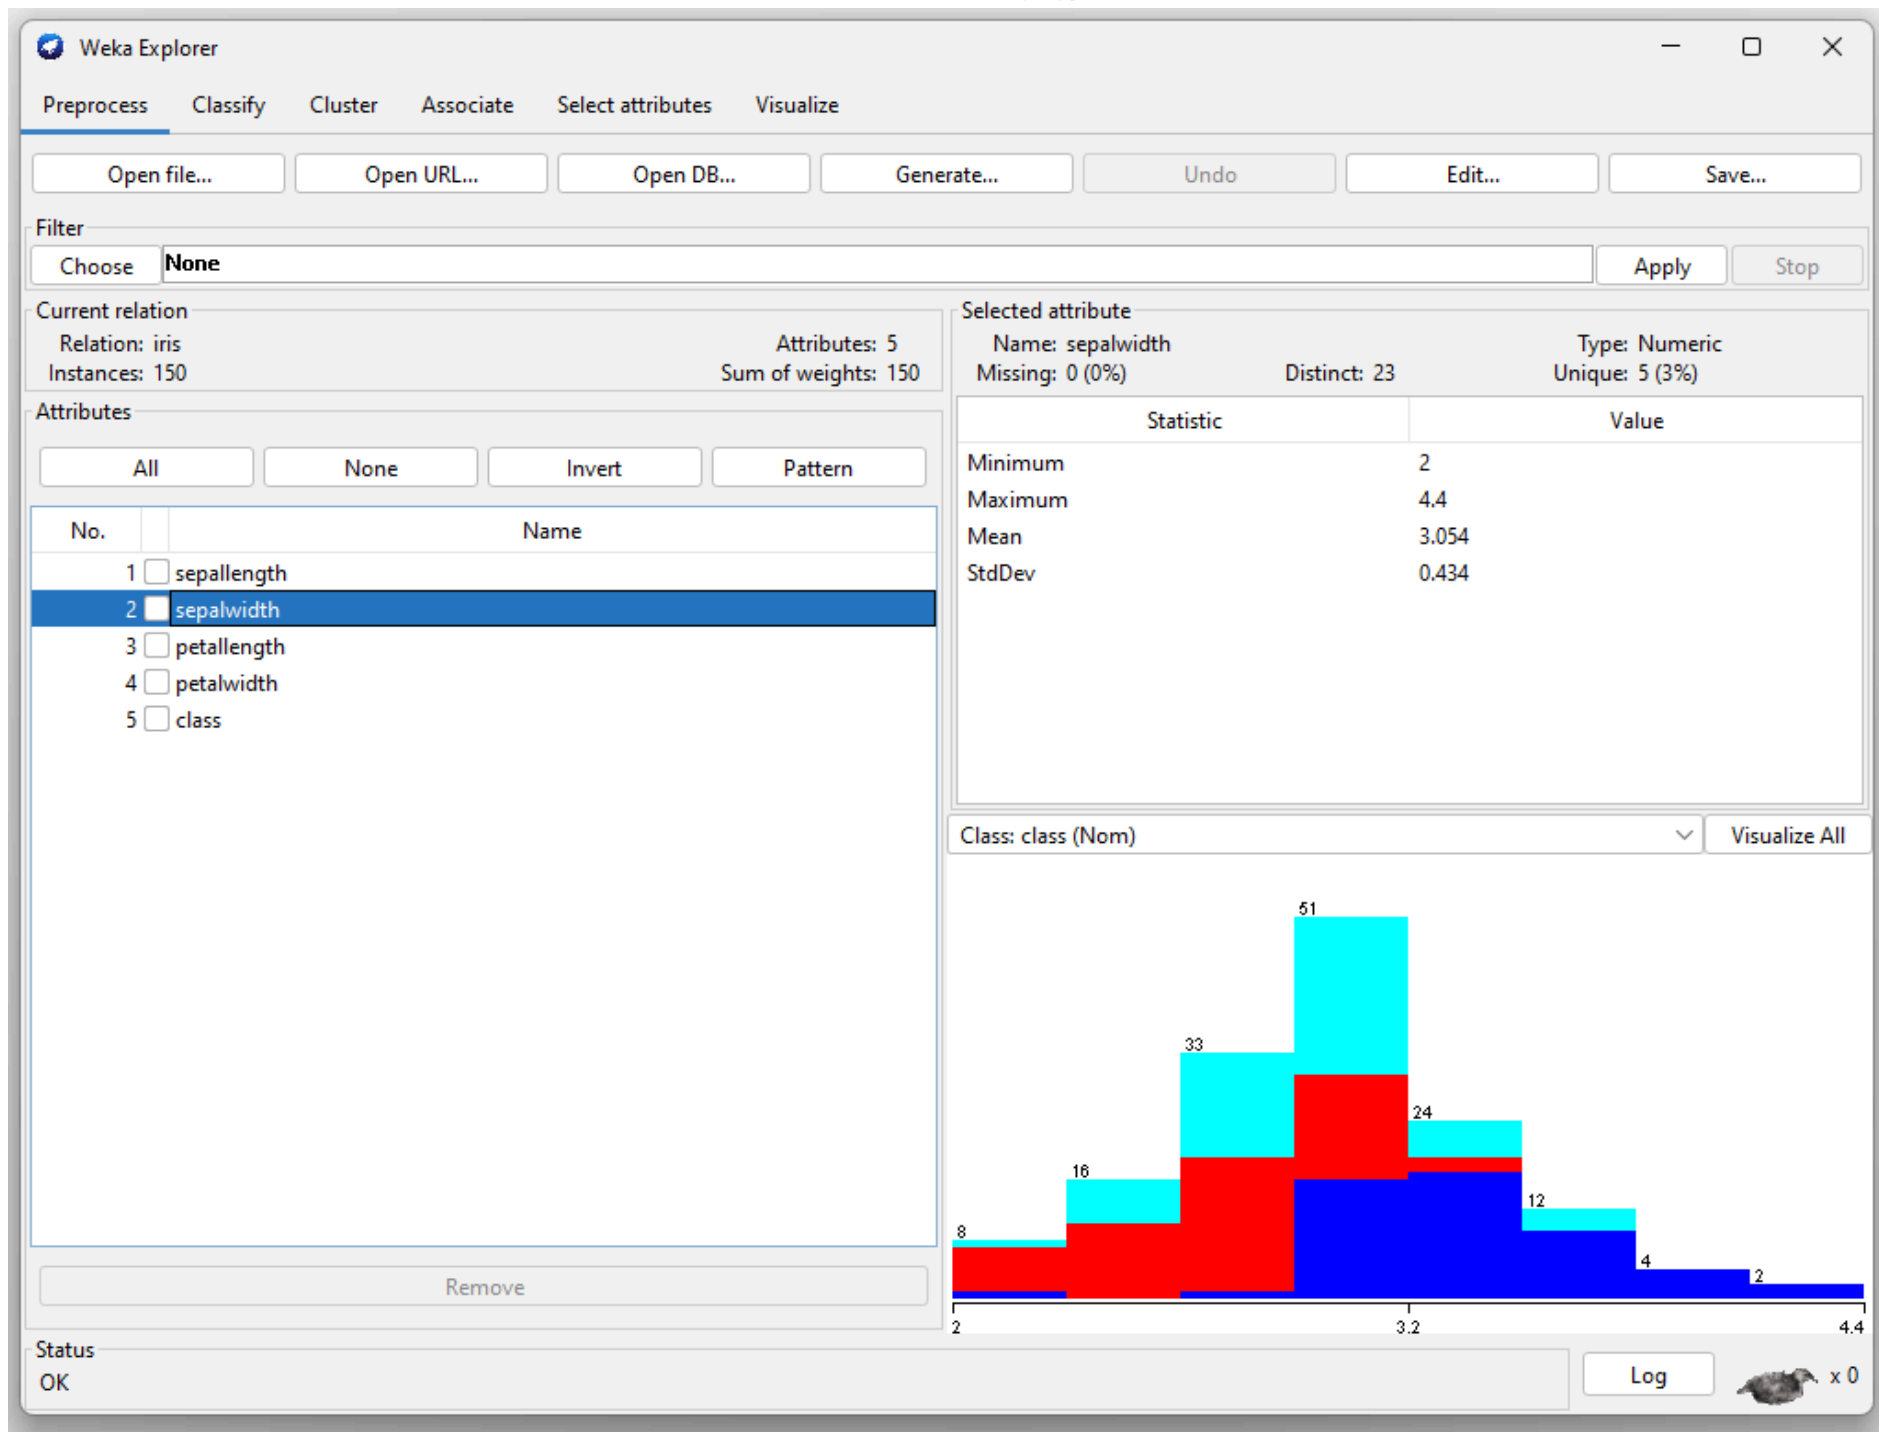 Weka Explorer
Preprocess Classify Cluster Associate Select attributes Visualize
Open file... Open URL... Open DB... Generate... Undo Edit... Save...
Filter
Choose None Apply Stop
Current relation
Relation: iris Attributes: 5
Instances: 150 Sum of weights: 150
Selected attribute
Name: sepalwidth Type: Numeric
Missing: 0 (0%) Distinct: 23 Unique: 5 (3%)
Attributes
All None Invert Pattern
No. Name
1 sepallength
2 sepalwidth
3 petallength
4 petalwidth
5 class
Remove
Statistic Value
Minimum 2
Maximum 4.4
Mean 3.054
StdDev 0.434
Class: class (Nom) Visualize All
51
33
24
16
12
8
4
2
2 3.2 4.4
Status
OK
Log x 0